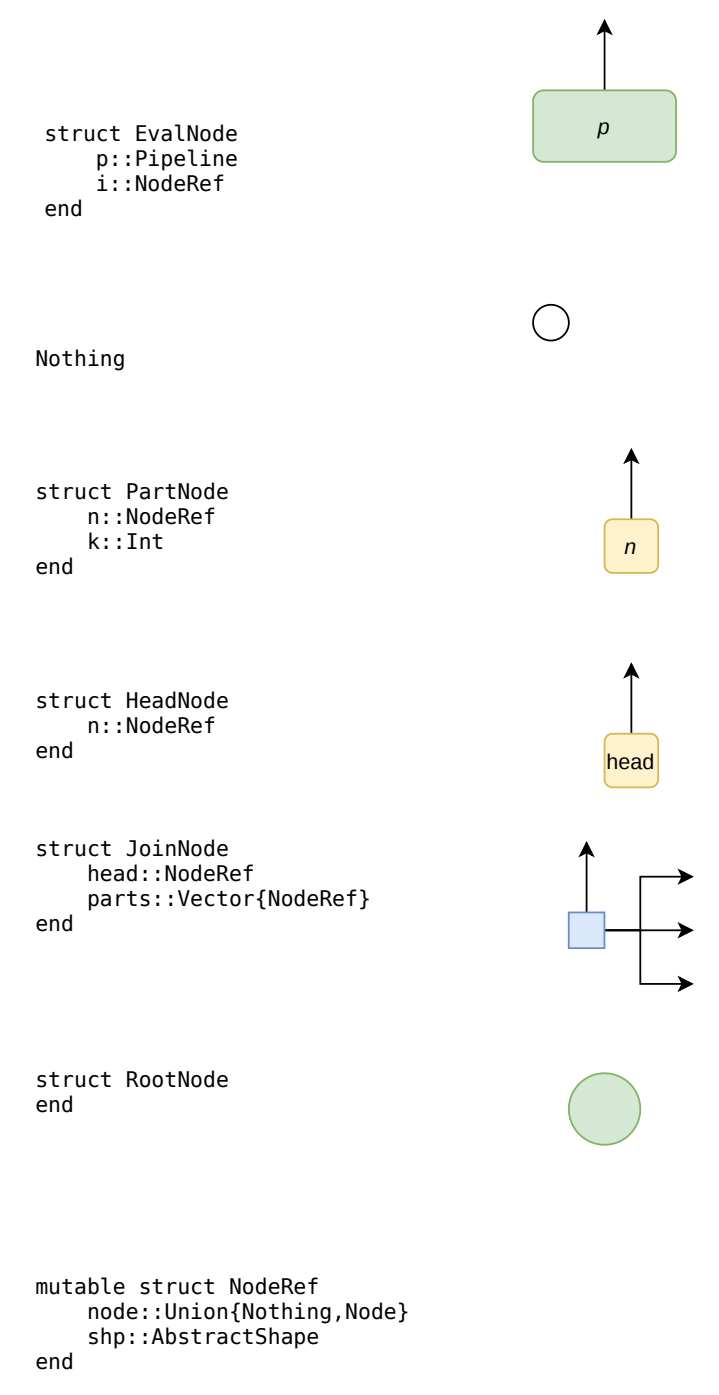 p
struct EvalNode
    p::Pipeline
    i::NodeRef
end
Nothing
struct PartNode
    n::NodeRef
    k::Int
end
n
struct HeadNode
    n::NodeRef
end
head
struct JoinNode
    head::NodeRef
    parts::Vector{NodeRef}
end
struct RootNode
end
mutable struct NodeRef
    node::Union{Nothing,Node}
    shp::AbstractShape
end